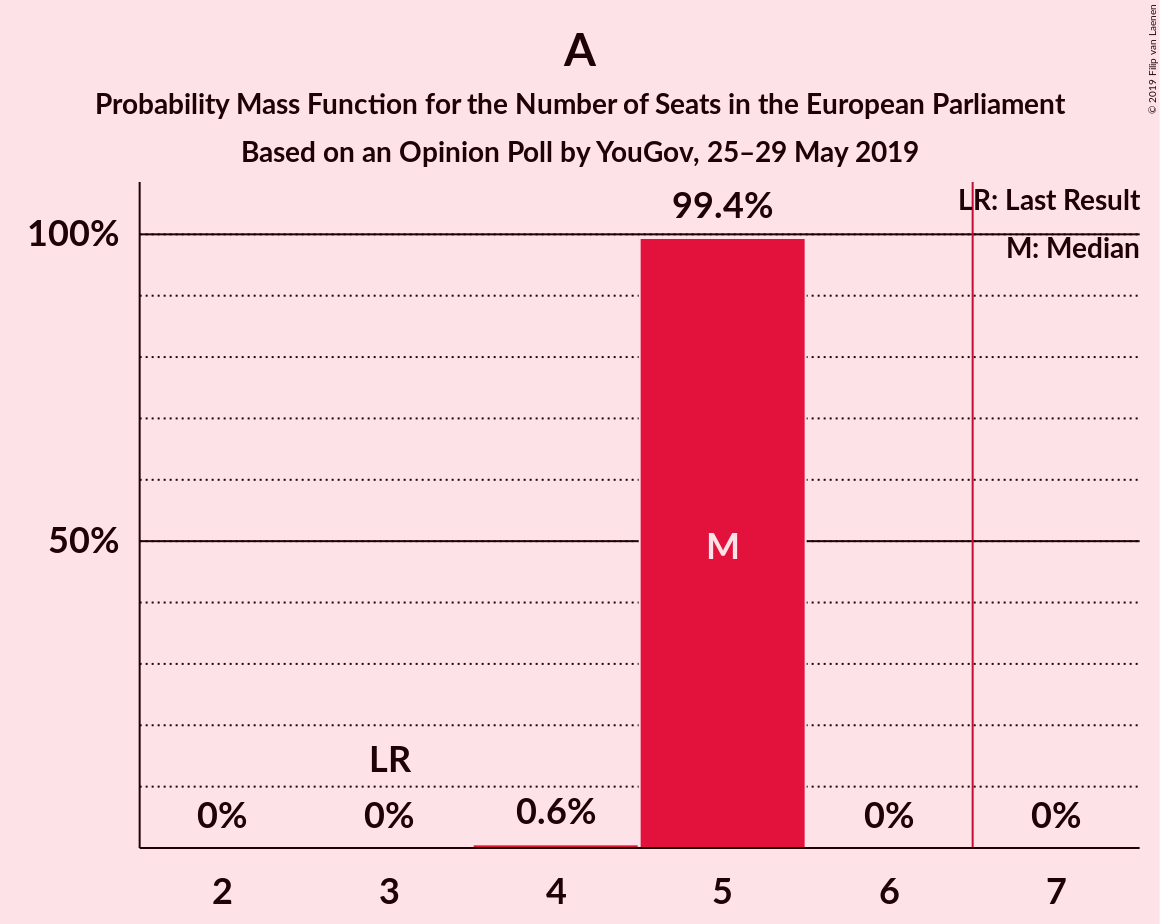 A
Probability Mass Function for the Number of Seats in the European Parliament
Based on an Opinion Poll by YouGov, 25–29 May 2019
© 2019 Filip van Laenen
LR: Last Result
M: Median
99.4%
100%
50%
M
LR
0%
0%
0.6%
0%
0%
2
3
4
5
6
7